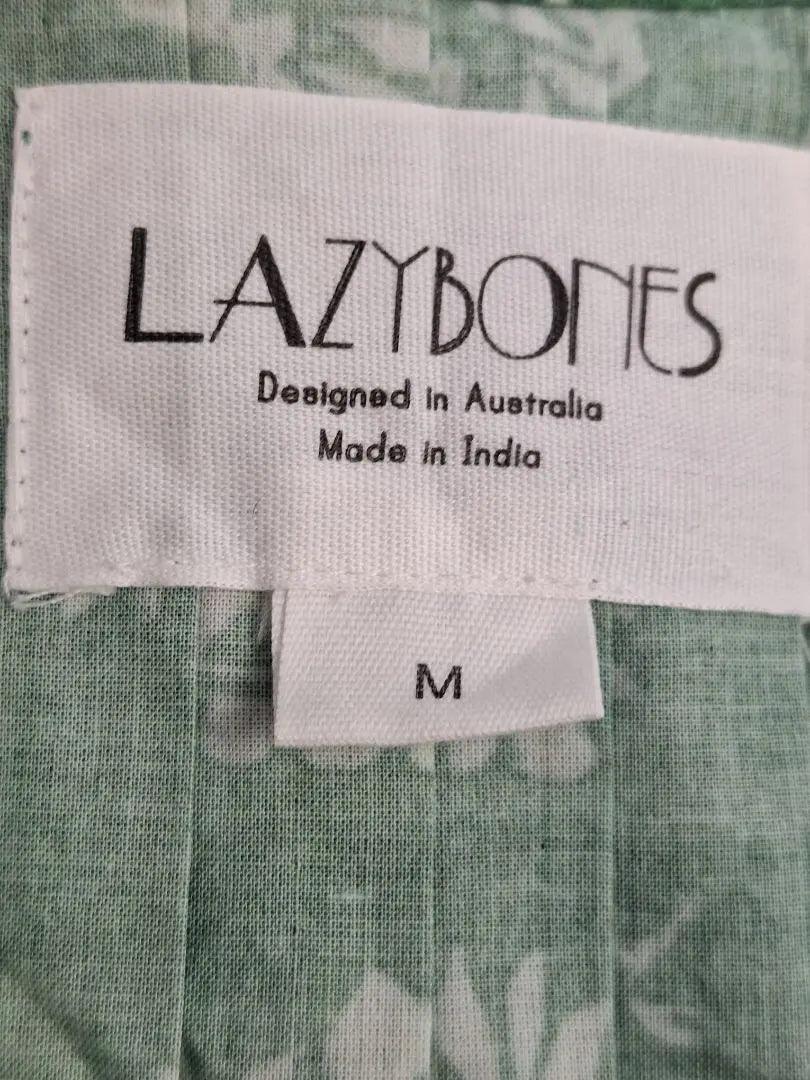 LAZYBONES
Designed in Australia
Made in India
M